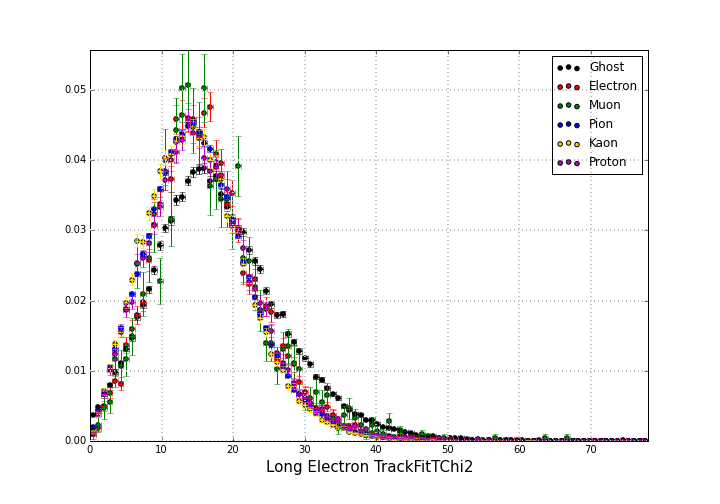 0.05
0.04
0.03
0.02
0.01
0.00
0 10 20 30 40 50 60 70
Long Electron TrackFitTChi2
Ghost
Electron
Muon
Pion
Kaon
Proton